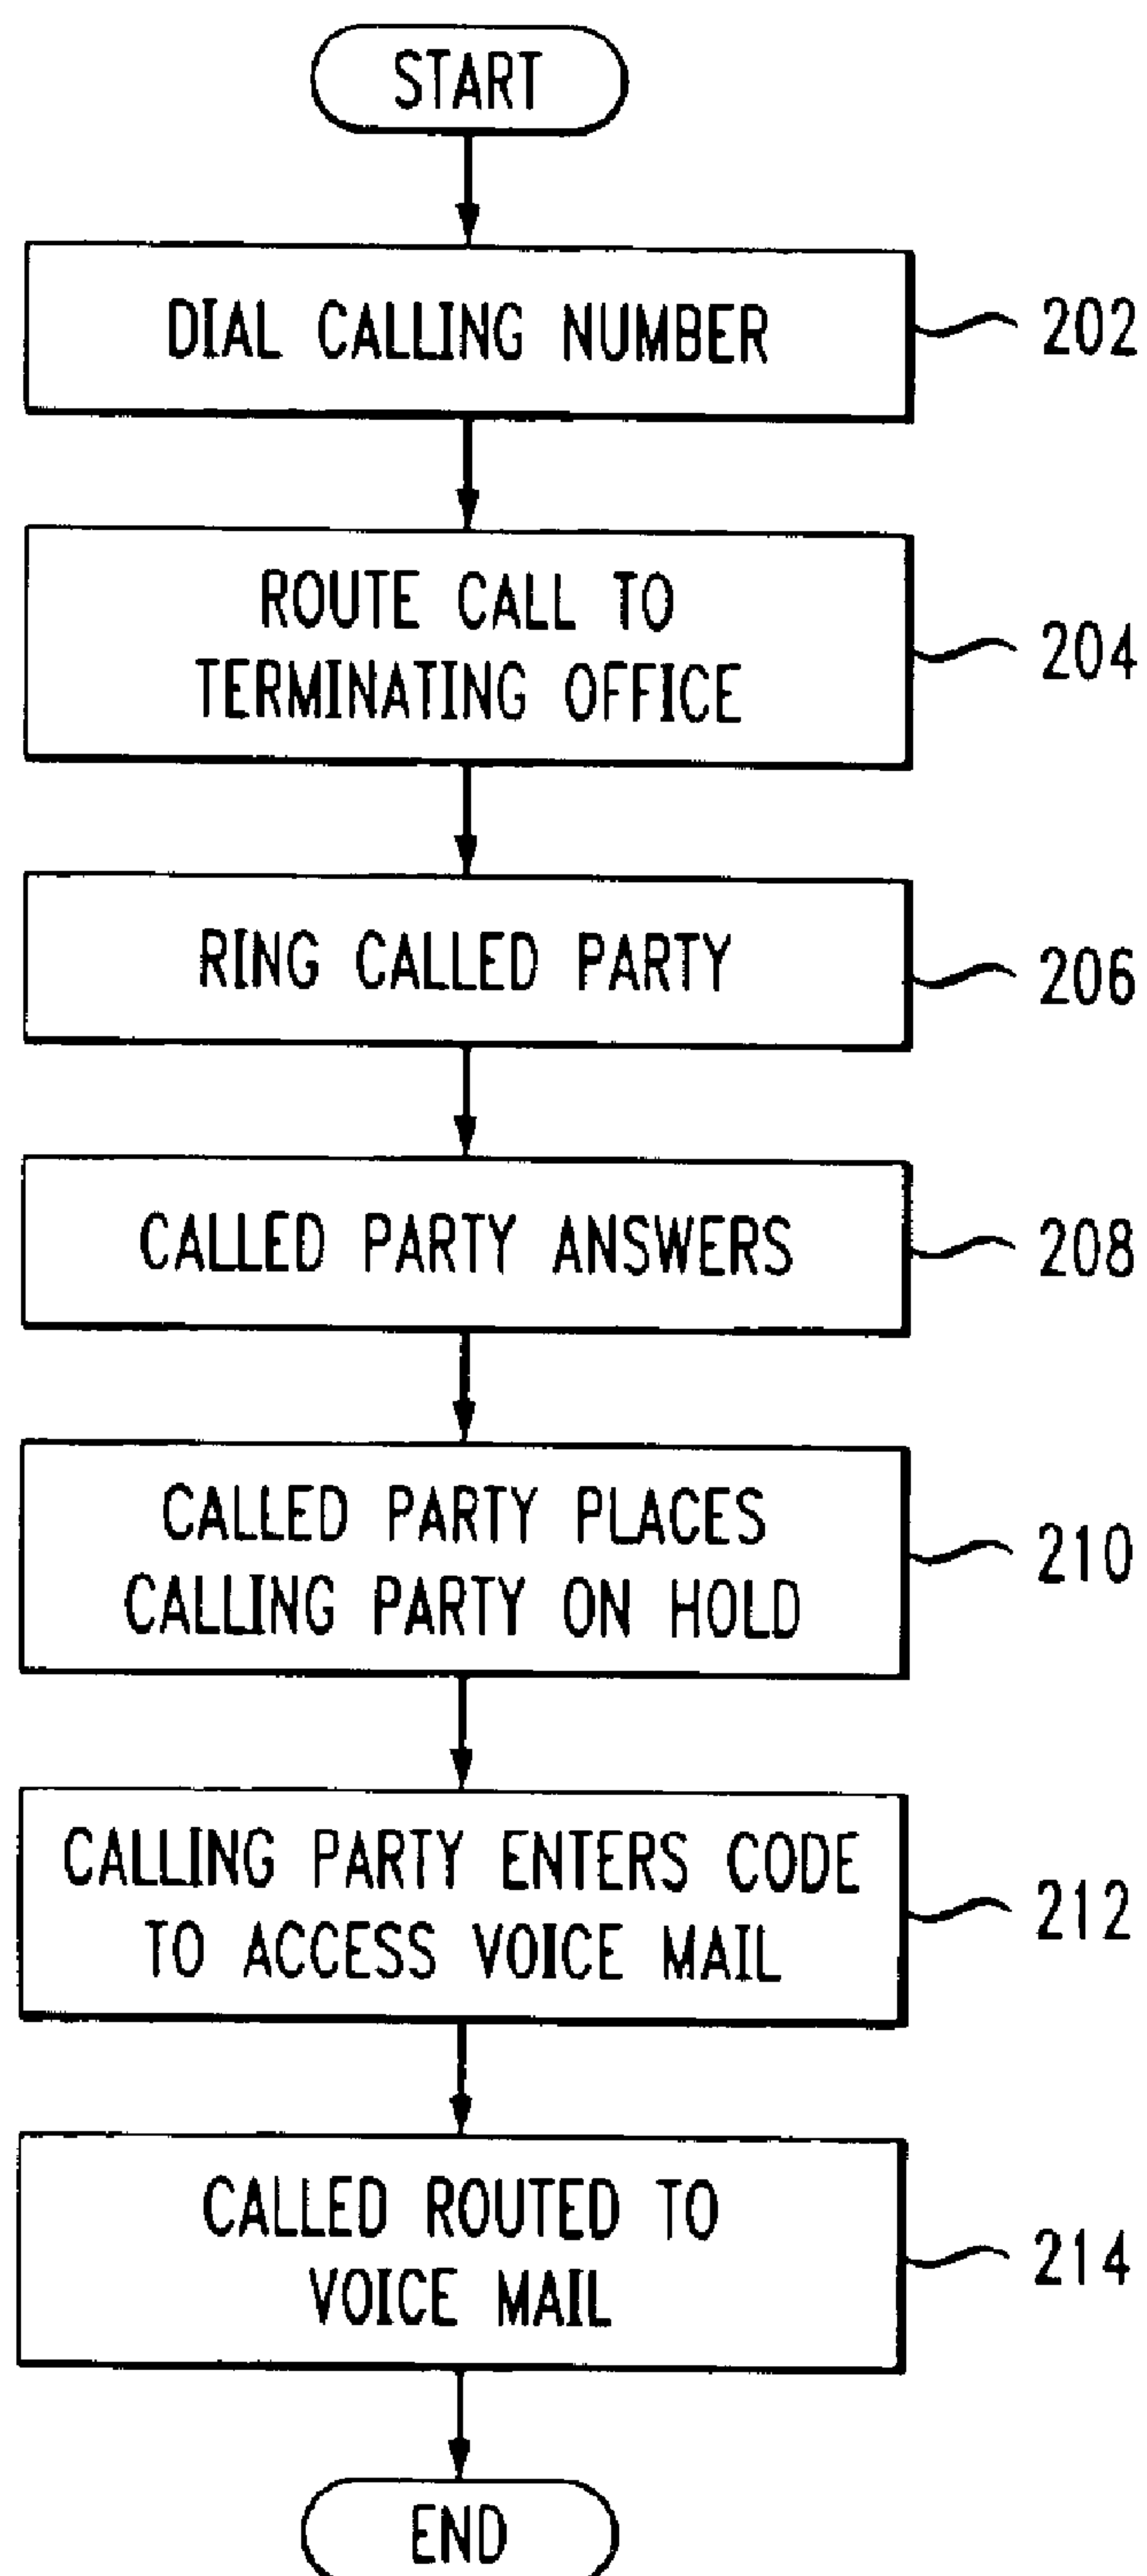 START
DIAL CALLING NUMBER
202
ROUTE CALL TO
TERMINATING OFFICE
204
RING CALLED PARTY
206
CALLED PARTY ANSWERS
208
CALLED PARTY PLACES
CALLING PARTY ON HOLD
210
CALLING PARTY ENTERS CODE
TO ACCESS VOICE MAIL
212
CALLED ROUTED TO
VOICE MAIL
214
END